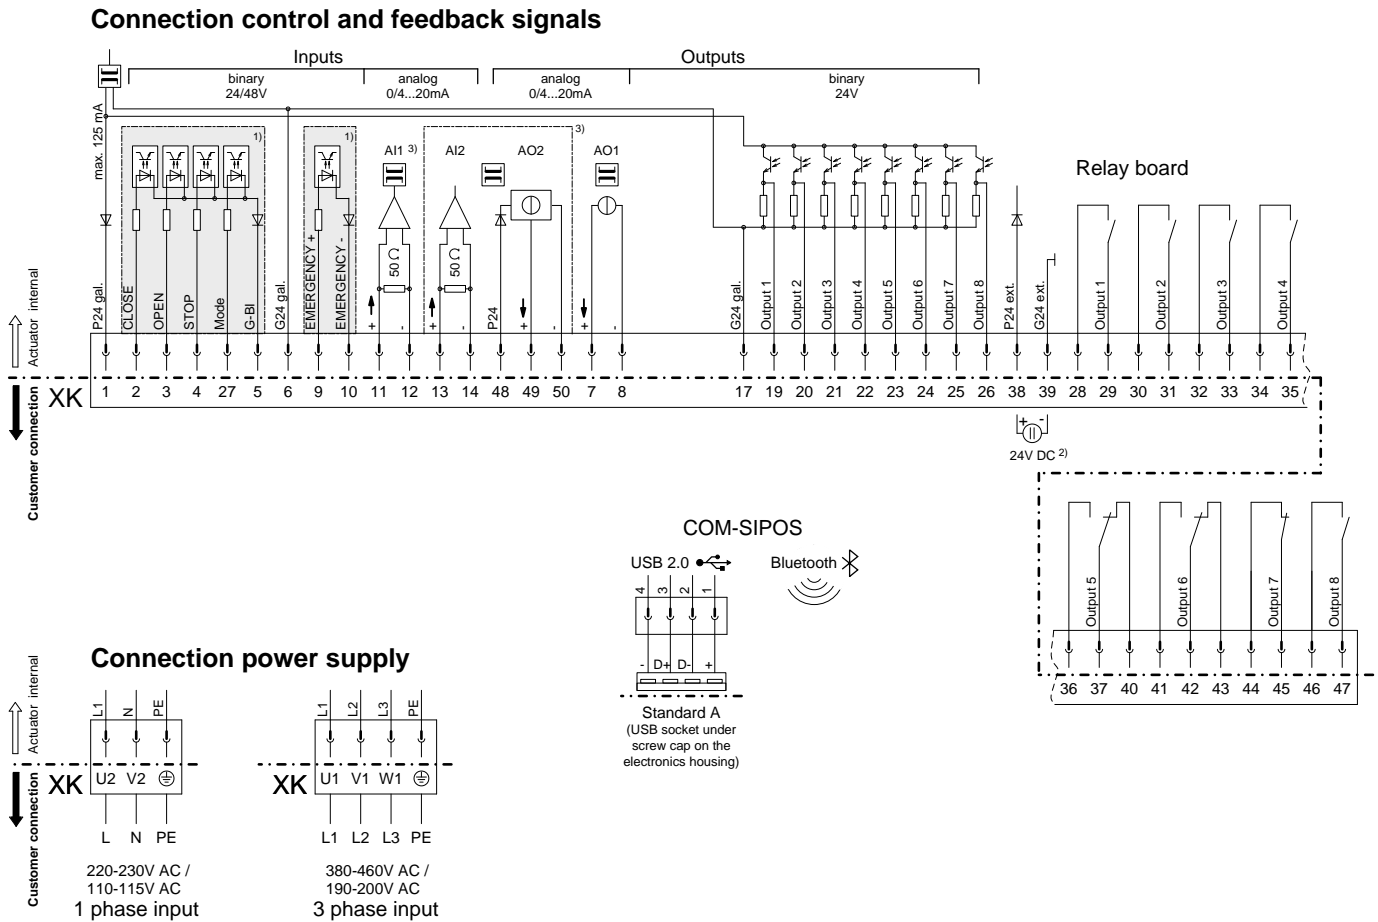 Connection control and feedback signals
Inputs
Outputs
binary
24/48V
analog
0/4...20mA
analog
0/4...20mA
binary
24V
max. 125 mA
1)
1)
AI1 3)
AI2
AO2
3)
AO1
Relay board
50 Ω
50 Ω
P24 gal.
CLOSE
OPEN
STOP
Mode
G-BI
G24 gal.
EMERGENCY +
EMERGENCY -
+
-
+
-
P24
+
-
+
-
G24 gal.
Output 1
Output 2
Output 3
Output 4
Output 5
Output 6
Output 7
Output 8
P24 ext.
G24 ext.
Output 1
Output 2
Output 3
Output 4
Actuator internal
Customer connection
XK
1 2 3 4 27 5 6 9 10 11 12 13 14 48 49 50 7 8 17 19 20 21 22 23 24 25 26 38 39 28 29 30 31 32 33 34 35
+ -
24V DC 2)
Output 5
Output 6
Output 7
Output 8
36 37 40 41 42 43 44 45 46 47
COM-SIPOS
USB 2.0
Bluetooth
4 3 2 1
- D+ D- +
Standard A
(USB socket under
screw cap on the
electronics housing)
Connection power supply
Actuator internal
Customer connection
L1 N PE
XK
U2 V2
L N PE
220-230V AC /
110-115V AC
1 phase input
L1 L2 L3 PE
XK
U1 V1 W1
L1 L2 L3 PE
380-460V AC /
190-200V AC
3 phase input